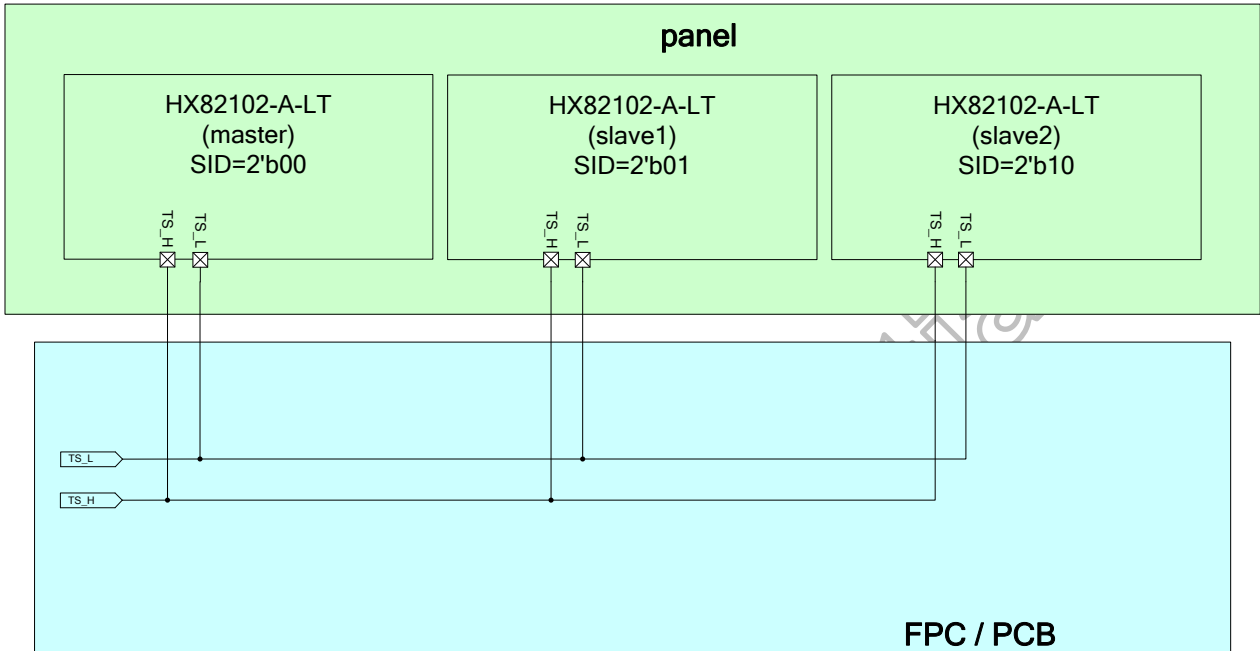 panel
HX82102-A-LT
(master)
SID=2'b00
HX82102-A-LT
(slave1)
SID=2'b01
HX82102-A-LT
(slave2)
SID=2'b10
TS_H
TS_L
TS_H
TS_L
TS_H
TS_L
TS_L
TS_H
FPC / PCB